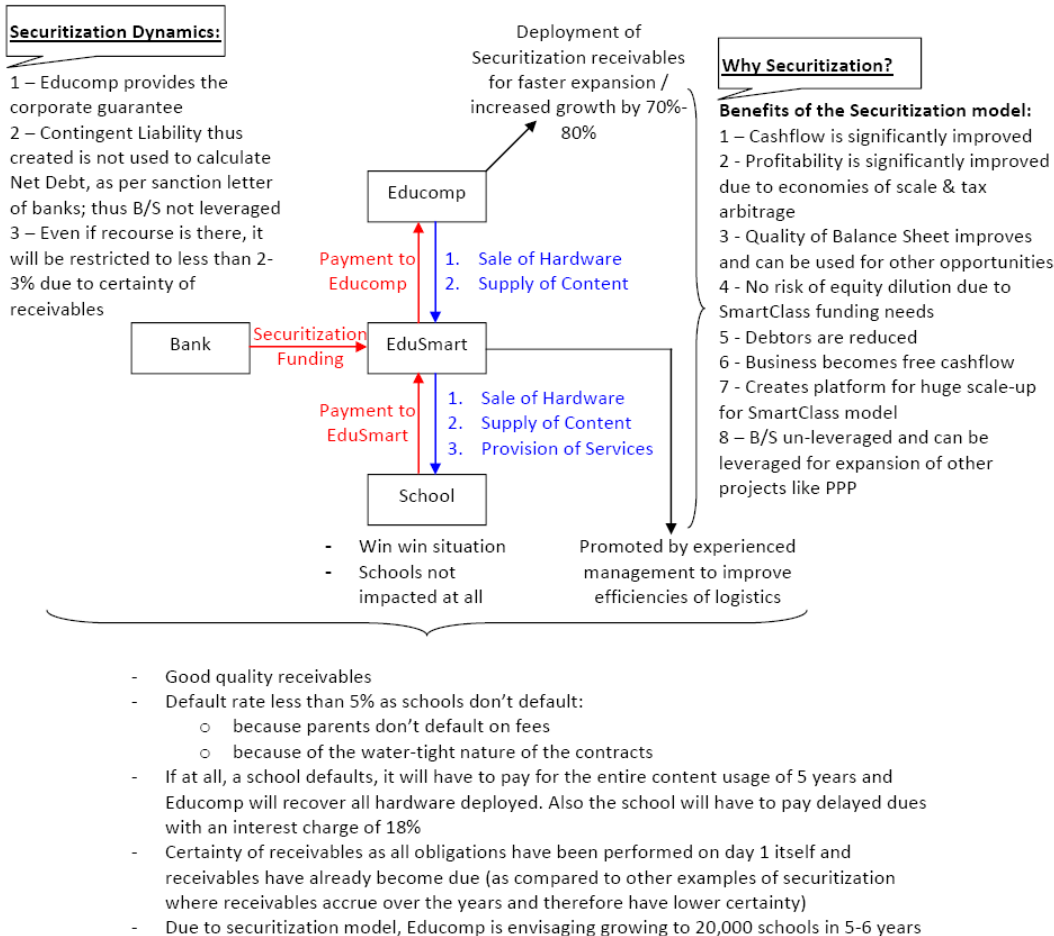 Securitization Dynamics:
1 – Educomp provides the
corporate guarantee
2 – Contingent Liability thus
created is not used to calculate
Net Debt, as per sanction letter
of banks; thus B/S not leveraged
3 – Even if recourse is there, it
will be restricted to less than 2-
3% due to certainty of
receivables
Deployment of
Securitization receivables
for faster expansion /
increased growth by 70%-
80%
Why Securitization?
Benefits of the Securitization model:
1 – Cashflow is significantly improved
2 - Profitability is significantly improved
due to economies of scale & tax
arbitrage
3 - Quality of Balance Sheet improves
and can be used for other opportunities
4 – No risk of equity dilution due to
SmartClass funding needs
5 - Debtors are reduced
6 – Business becomes free cashflow
7 – Creates platform for huge scale-up
for SmartClass model
8 – B/S un-leveraged and can be
leveraged for expansion of other
projects like PPP
Educomp
Payment to
Educomp
1. Sale of Hardware
2. Supply of Content
Bank
Securitization
Funding
EduSmart
Payment to
EduSmart
1. Sale of Hardware
2. Supply of Content
3. Provision of Services
School
- Win win situation
- Schools not
impacted at all
Promoted by experienced
management to improve
efficiencies of logistics
- Good quality receivables
- Default rate less than 5% as schools don't default:
o because parents don't default on fees
o because of the water-tight nature of the contracts
- If at all, a school defaults, it will have to pay for the entire content usage of 5 years and
Educomp will recover all hardware deployed. Also the school will have to pay delayed dues
with an interest charge of 18%
- Certainty of receivables as all obligations have been performed on day 1 itself and
receivables have already become due (as compared to other examples of securitization
where receivables accrue over the years and therefore have lower certainty)
- Due to securitization model, Educomp is envisaging growing to 20,000 schools in 5-6 years